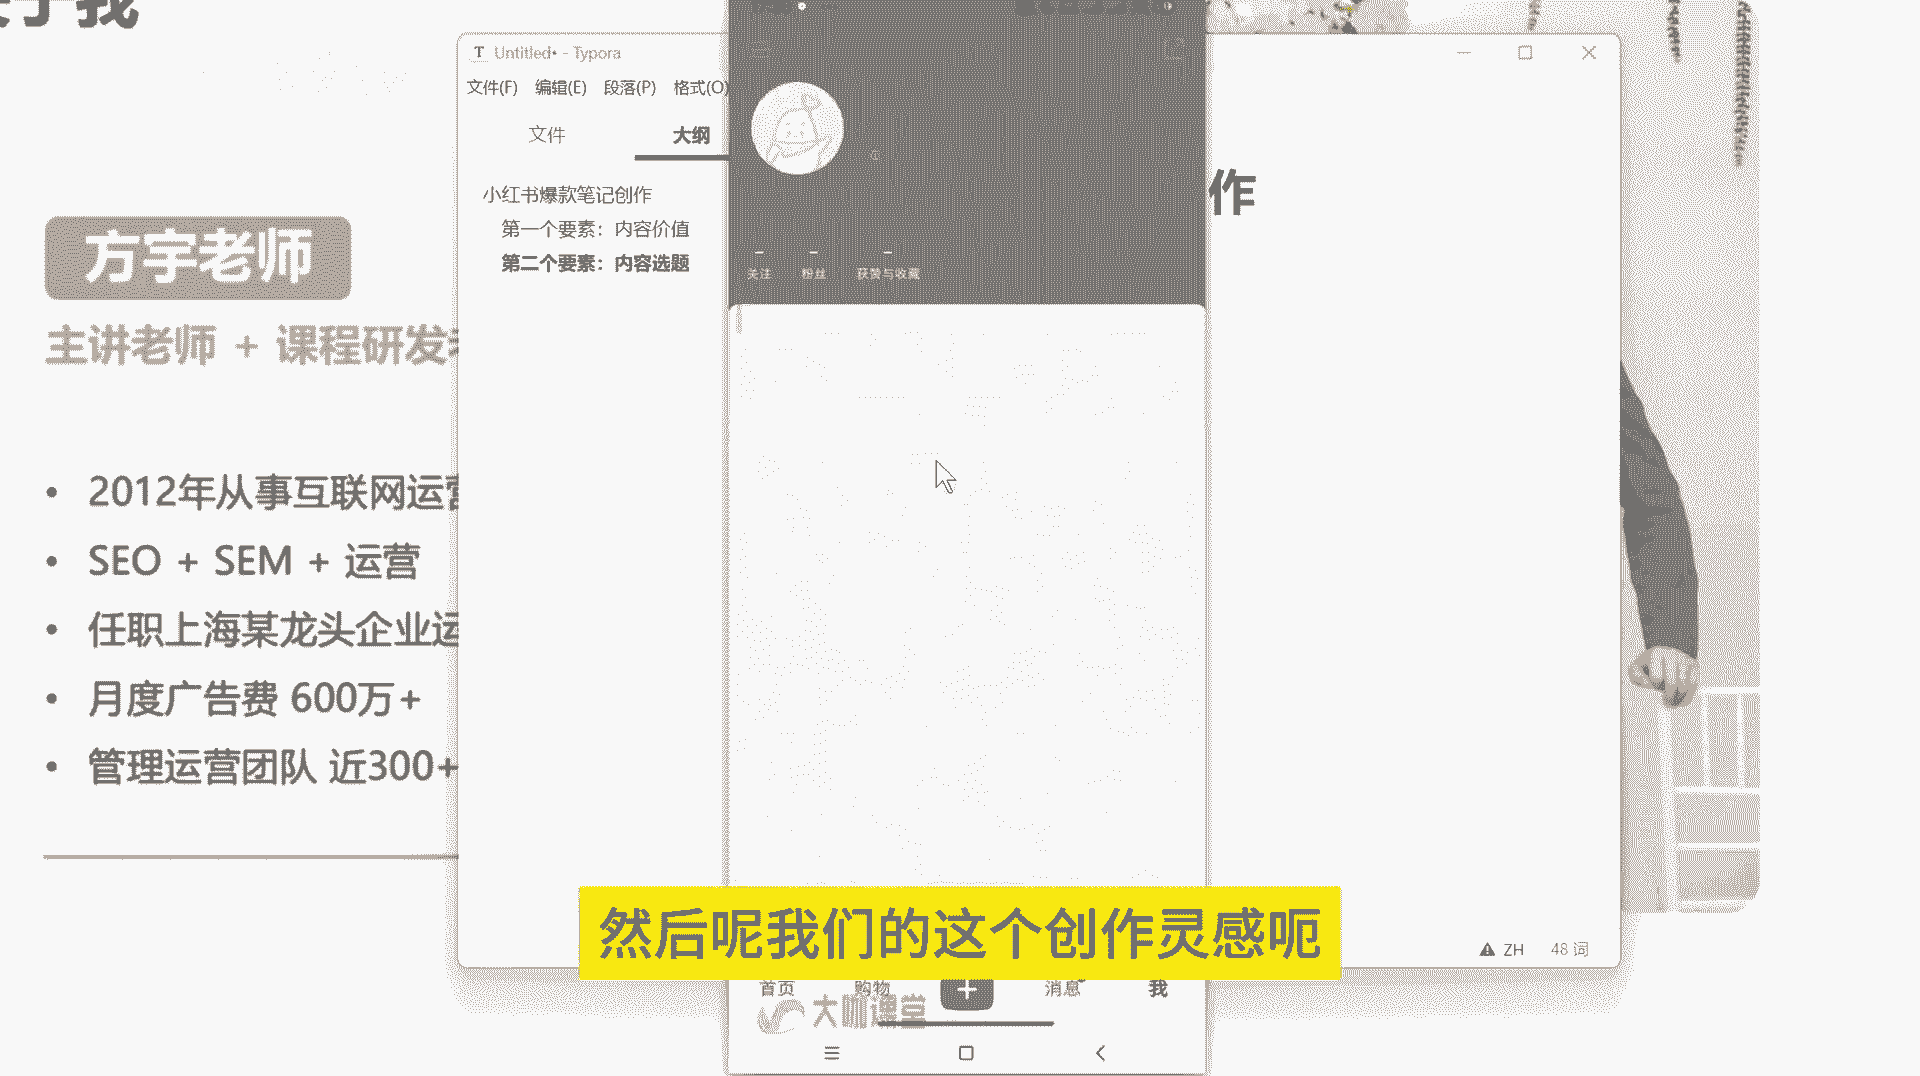 方宇老师
主讲老师 + 课程研发
2012年从事互联网运营
SEO + SEM + 运营
任职上海某龙头企业运
月度广告费 600万+
管理运营团队 近300+
Untitled• - Typora
文件(F) 编辑(E) 段落(P) 格式(O)
文件 大纲
小红书爆款笔记创作
第一个要素：内容价值
第二个要素：内容选题
作
关注 粉丝 获赞与收藏
然后呢我们的这个创作灵感呃
ZH 48 词
首页 购物 消息 我
大咖课堂